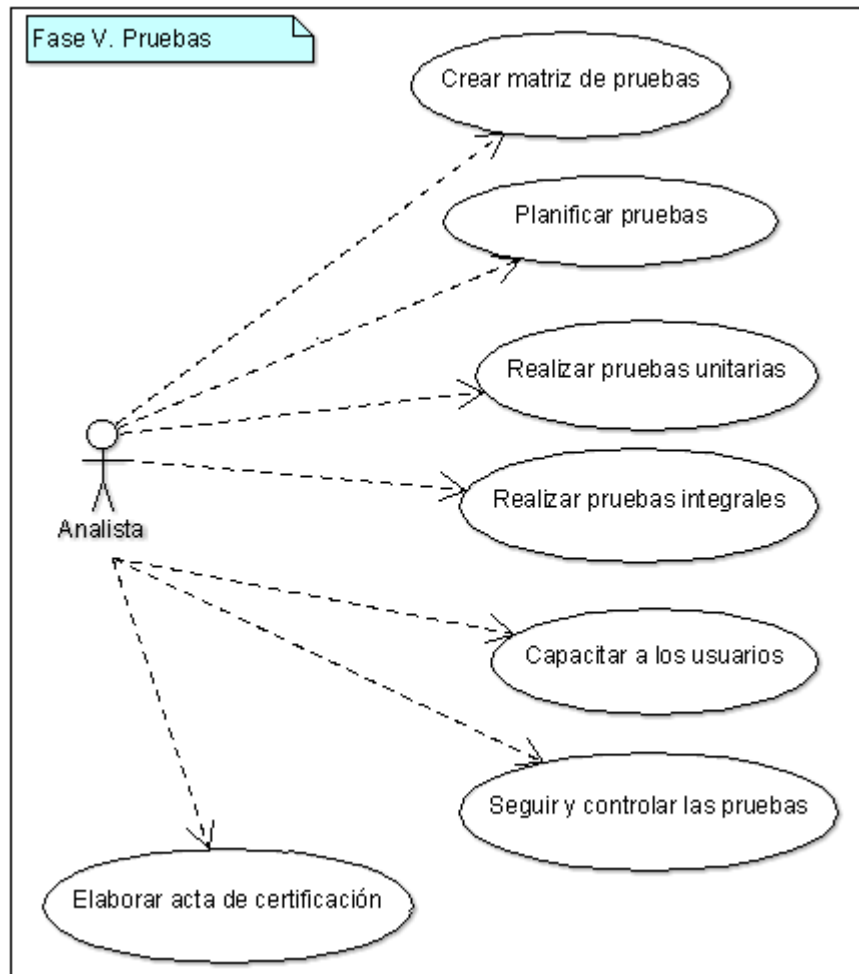 Fase V. Pruebas
Crear matriz de pruebas
Planificar pruebas
Realizar pruebas unitarias
Realizar pruebas integrales
Analista
Capacitar a los usuarios
Seguir y controlar las pruebas
Elaborar acta de certificación